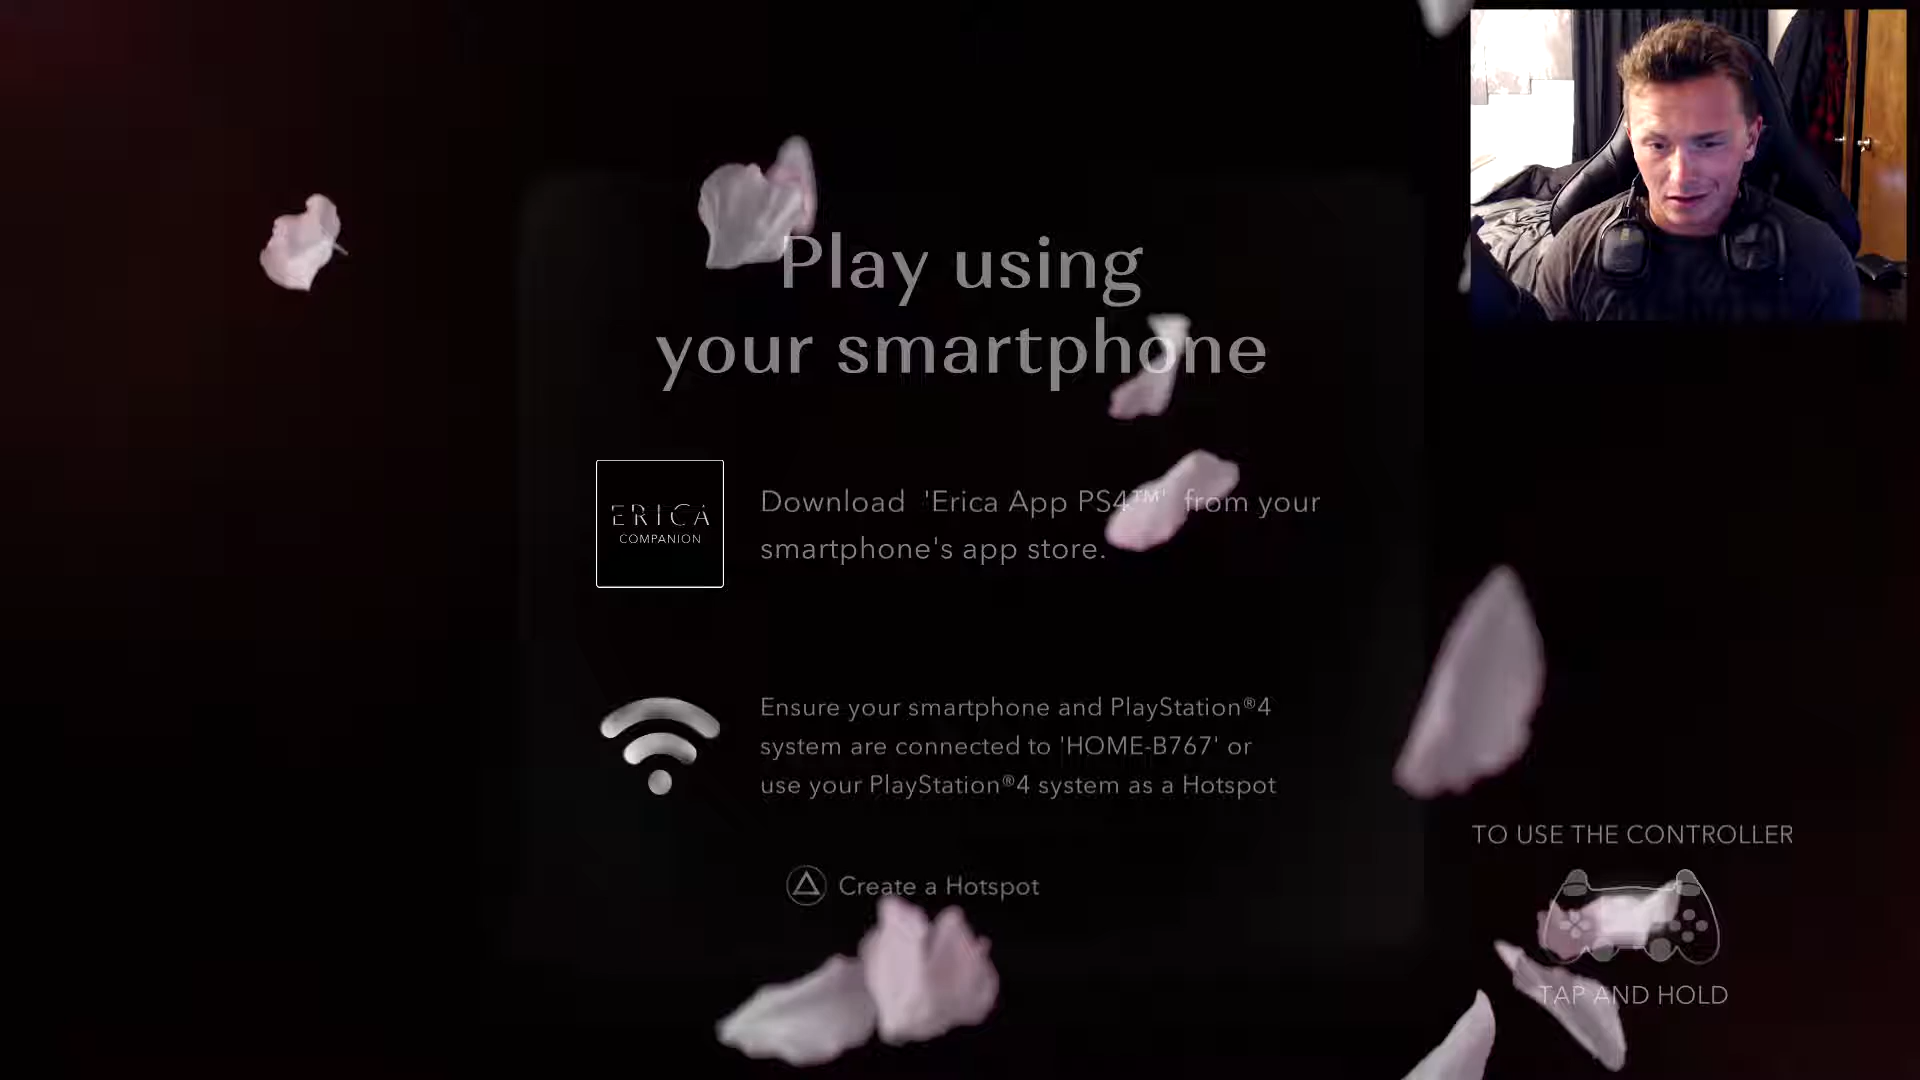 Play using
your smartphone
ERICA
COMPANION
Download 'Erica App PS4™' from your
smartphone's app store.
Ensure your smartphone and PlayStation®4
system are connected to 'HOME-B767' or
use your PlayStation®4 system as a Hotspot
Create a Hotspot
TO USE THE CONTROLLER
TAP AND HOLD